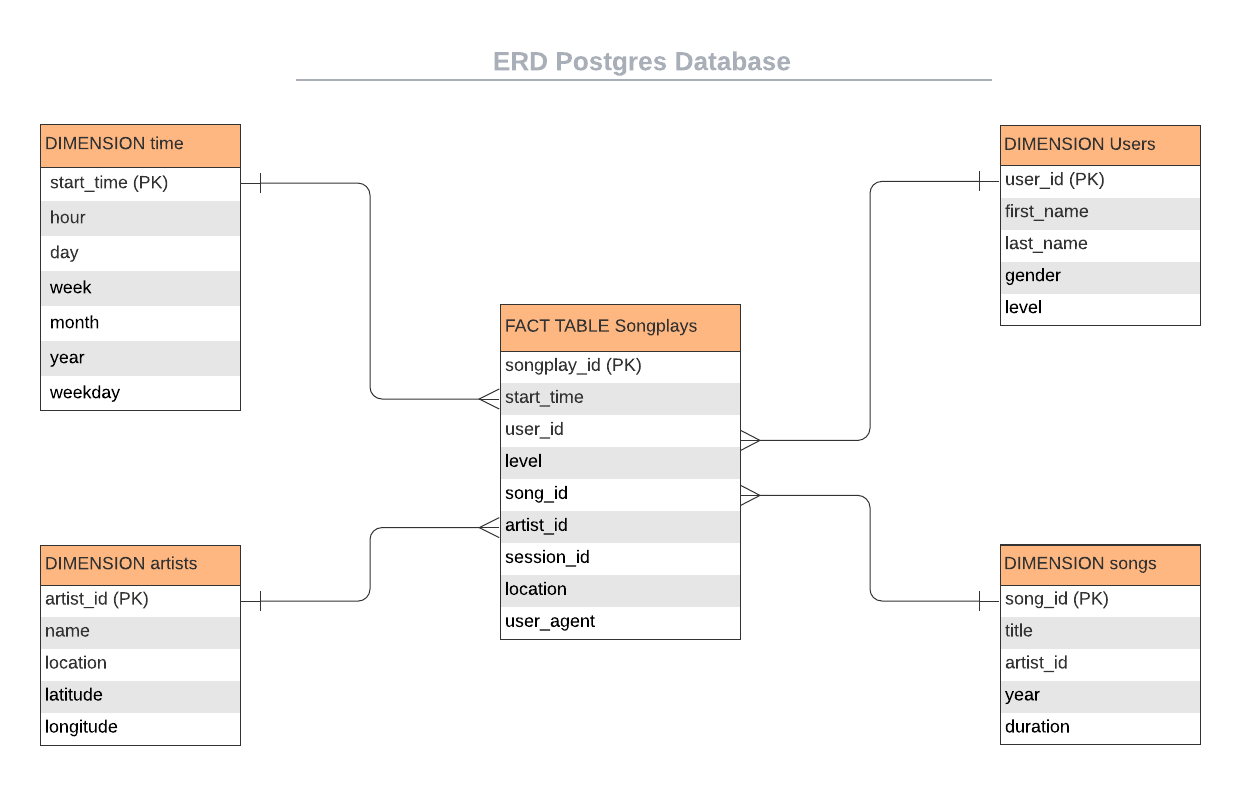 ERD Postgres Database
DIMENSION time
start_time (PK)
hour
day
week
month
year
weekday
DIMENSION Users
user_id (PK)
first_name
last_name
gender
level
FACT TABLE Songplays
songplay_id (PK)
start_time
user_id
level
song_id
artist_id
session_id
location
user_agent
DIMENSION artists
artist_id (PK)
name
location
latitude
longitude
DIMENSION songs
song_id (PK)
title
artist_id
year
duration